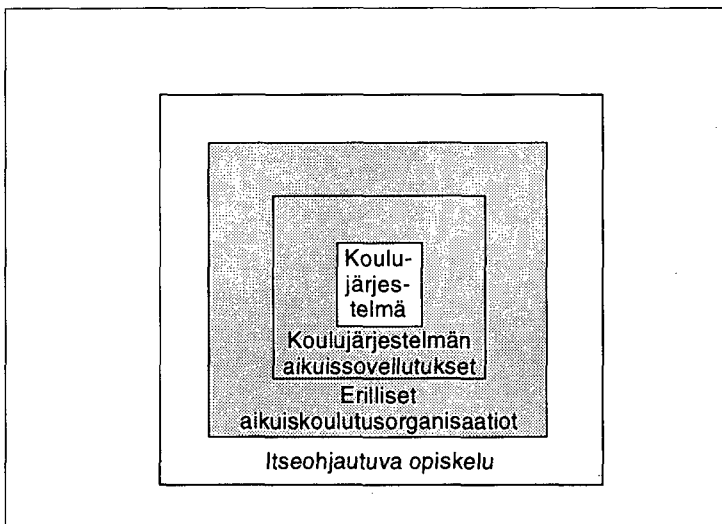 Koulu-
järjes-
telmä
Koulujärjestelmän
aikuissovellutukset
Erilliset
aikuiskoulutusorganisaatiot
Itseohjautuva opiskelu